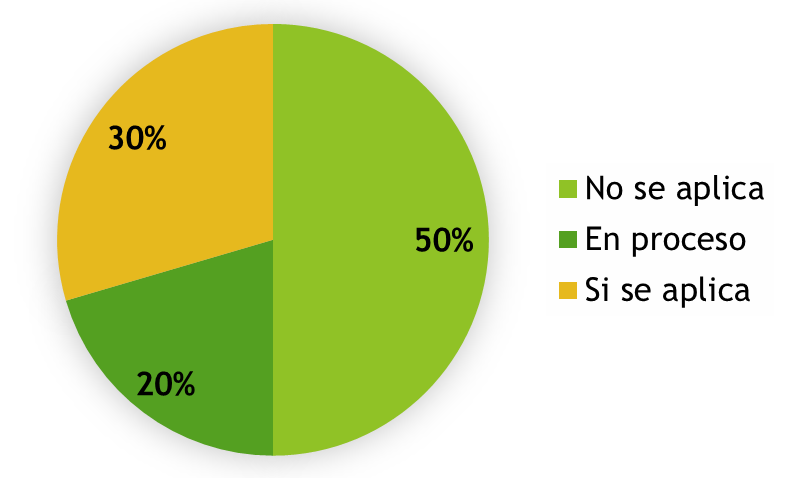 30%
50%
20%
No se aplica
En proceso
Si se aplica